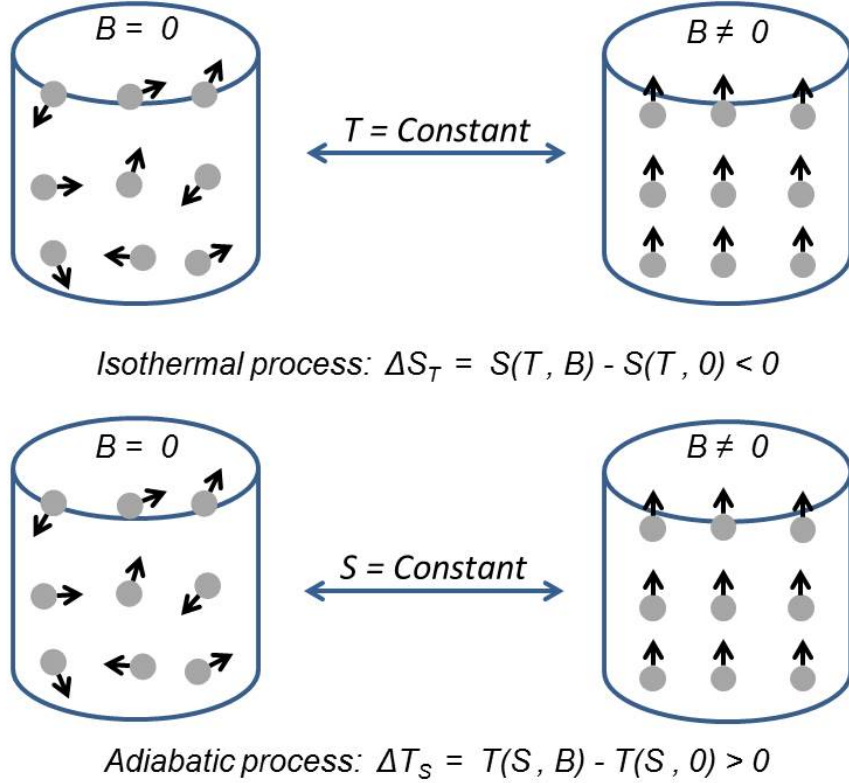 B = 0
B ≠ 0
T = Constant
Isothermal process: ΔS_T = S(T , B) - S(T , 0) < 0
B = 0
B ≠ 0
S = Constant
Adiabatic process: ΔT_S = T(S , B) - T(S , 0) > 0